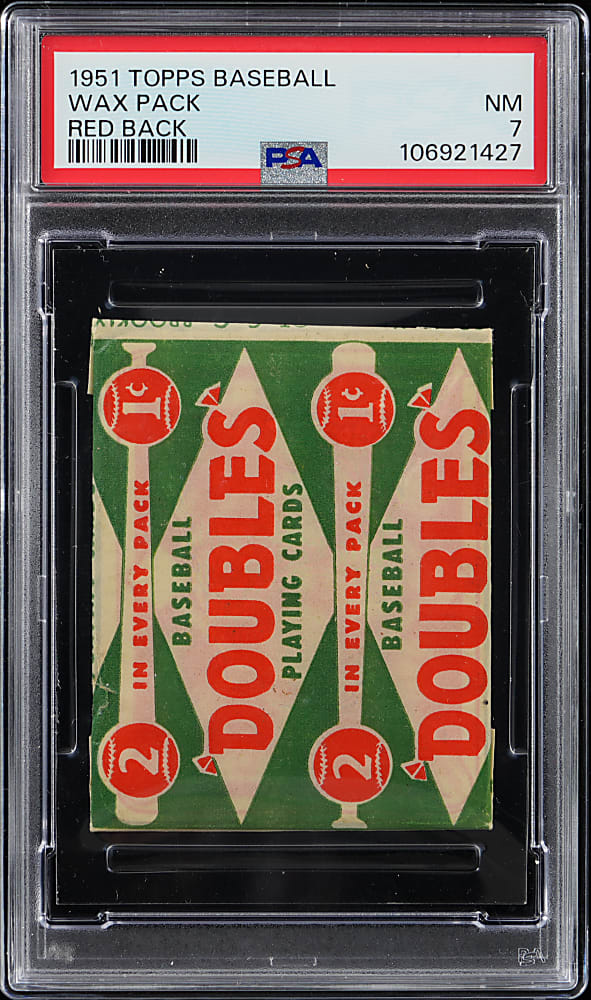 1951 TOPPS BASEBALL
WAX PACK
NM
RED BACK
7
PSA
106921427
1¢
1¢
2
IN EVERY PACK
BASEBALL
DOUBLES
PLAYING CARDS
2
IN EVERY PACK
BASEBALL
DOUBLES
PSA